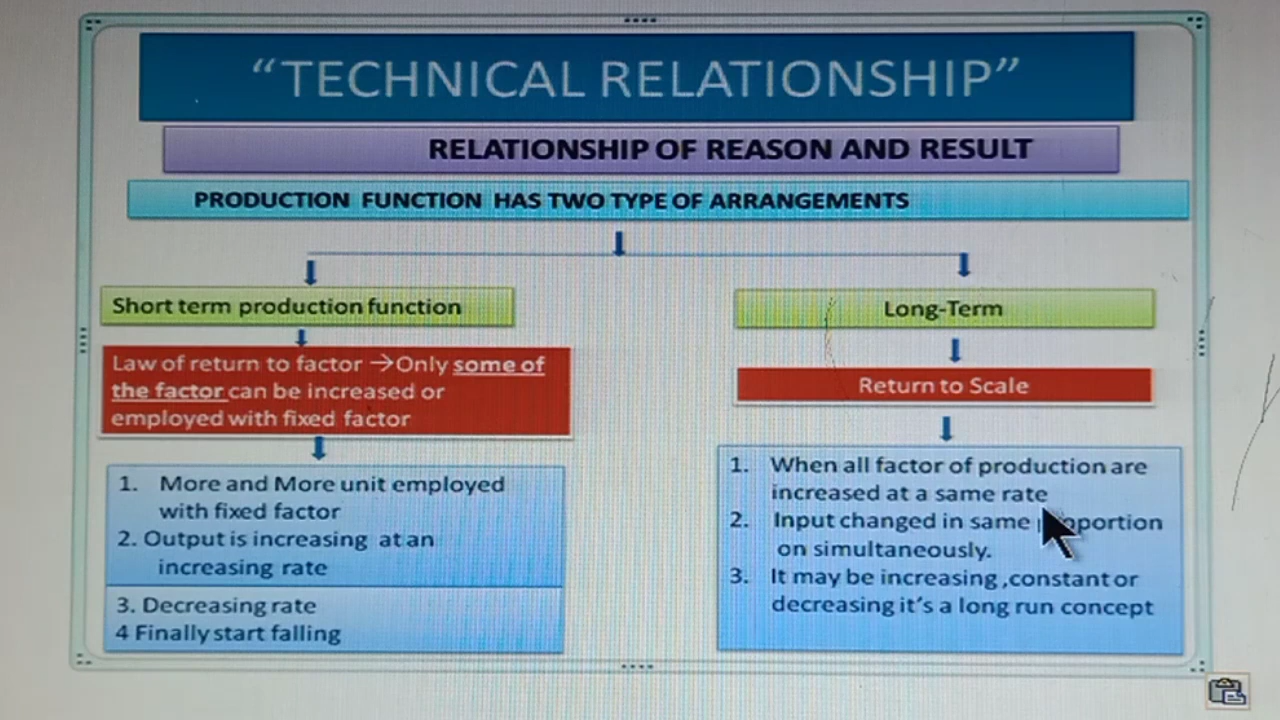 “TECHNICAL RELATIONSHIP”
RELATIONSHIP OF REASON AND RESULT
PRODUCTION FUNCTION HAS TWO TYPE OF ARRANGEMENTS
Short term production function
Law of return to factor →Only some of
the factor can be increased or
employed with fixed factor
1. More and More unit employed
with fixed factor
2. Output is increasing at an
increasing rate
3. Decreasing rate
4 Finally start falling
Long-Term
Return to Scale
1. When all factor of production are
increased at a same rate
2. Input changed in same proportion
on simultaneously.
3. It may be increasing ,constant or
decreasing it’s a long run concept